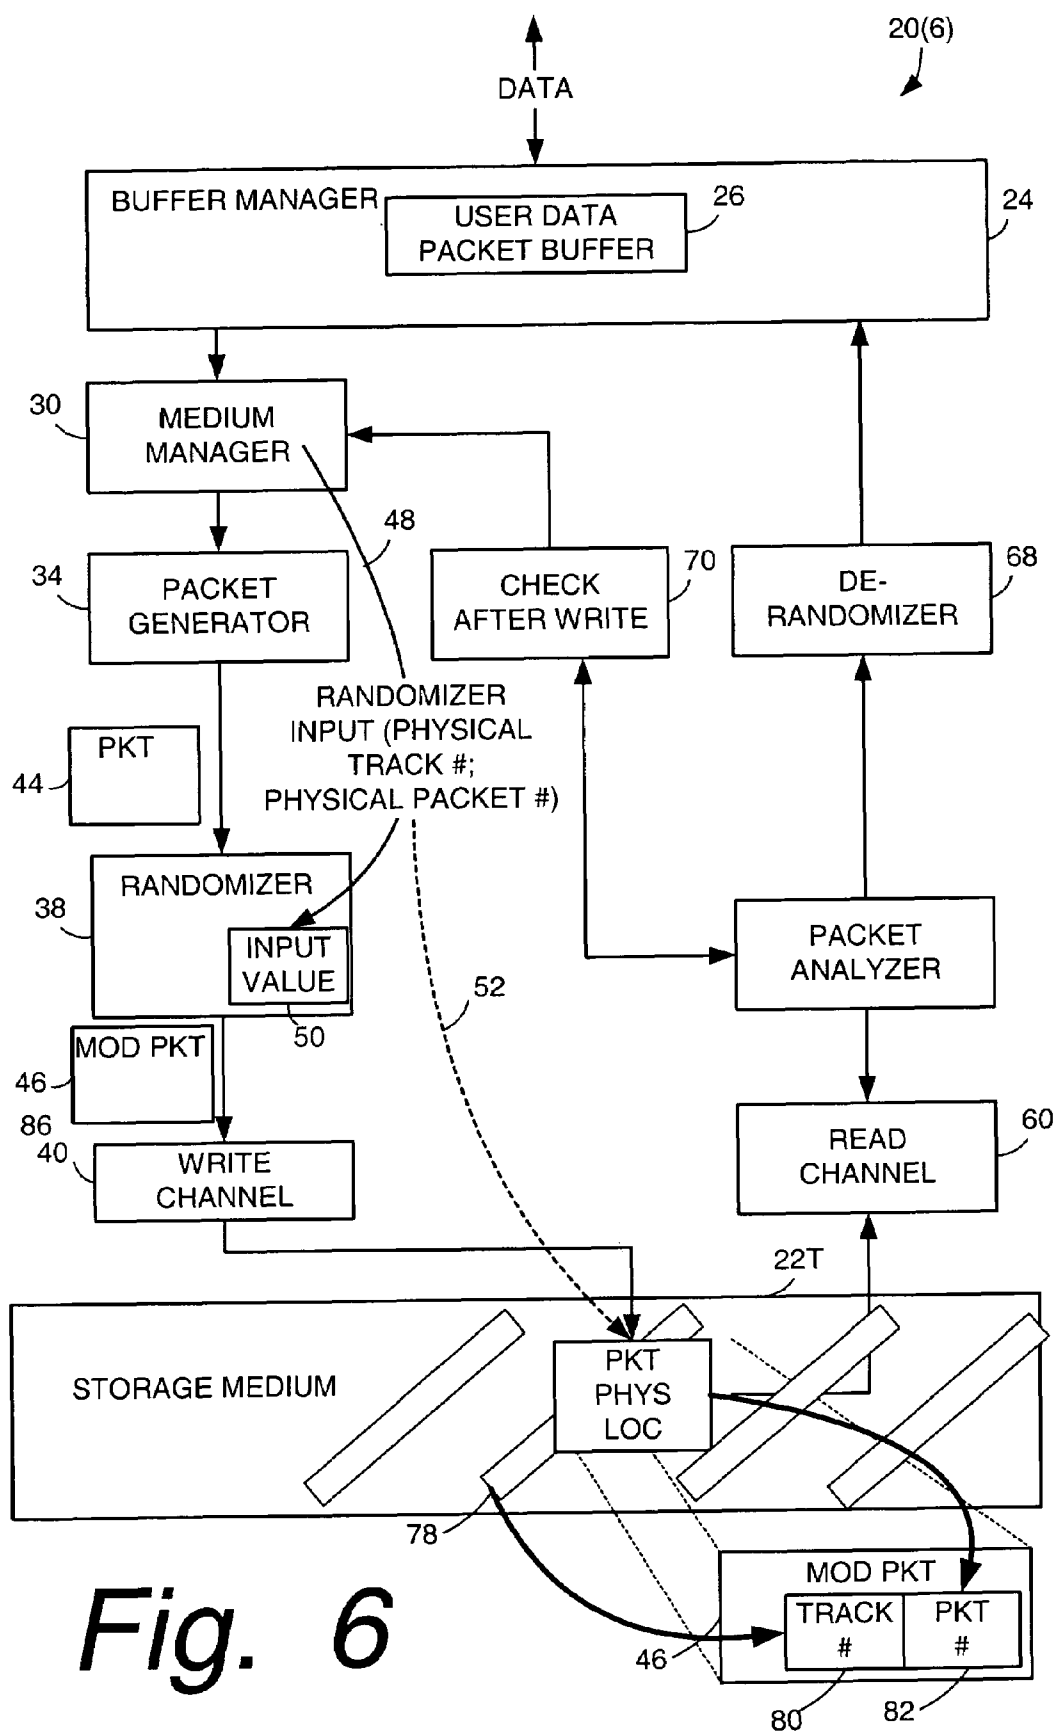 20(6)
DATA
BUFFER MANAGER
USER DATA
PACKET BUFFER
26
24
30
MEDIUM
MANAGER
48
34
PACKET
GENERATOR
CHECK
AFTER WRITE
70
DE-
RANDOMIZER
68
RANDOMIZER
INPUT (PHYSICAL
TRACK #;
PHYSICAL PACKET #)
PKT
44
RANDOMIZER
38
INPUT
VALUE
50
52
PACKET
ANALYZER
MOD PKT
46
86
40
WRITE
CHANNEL
READ
CHANNEL
60
22T
STORAGE MEDIUM
PKT
PHYS
LOC
78
MOD PKT
TRACK
#
PKT
#
46
80
82
Fig. 6